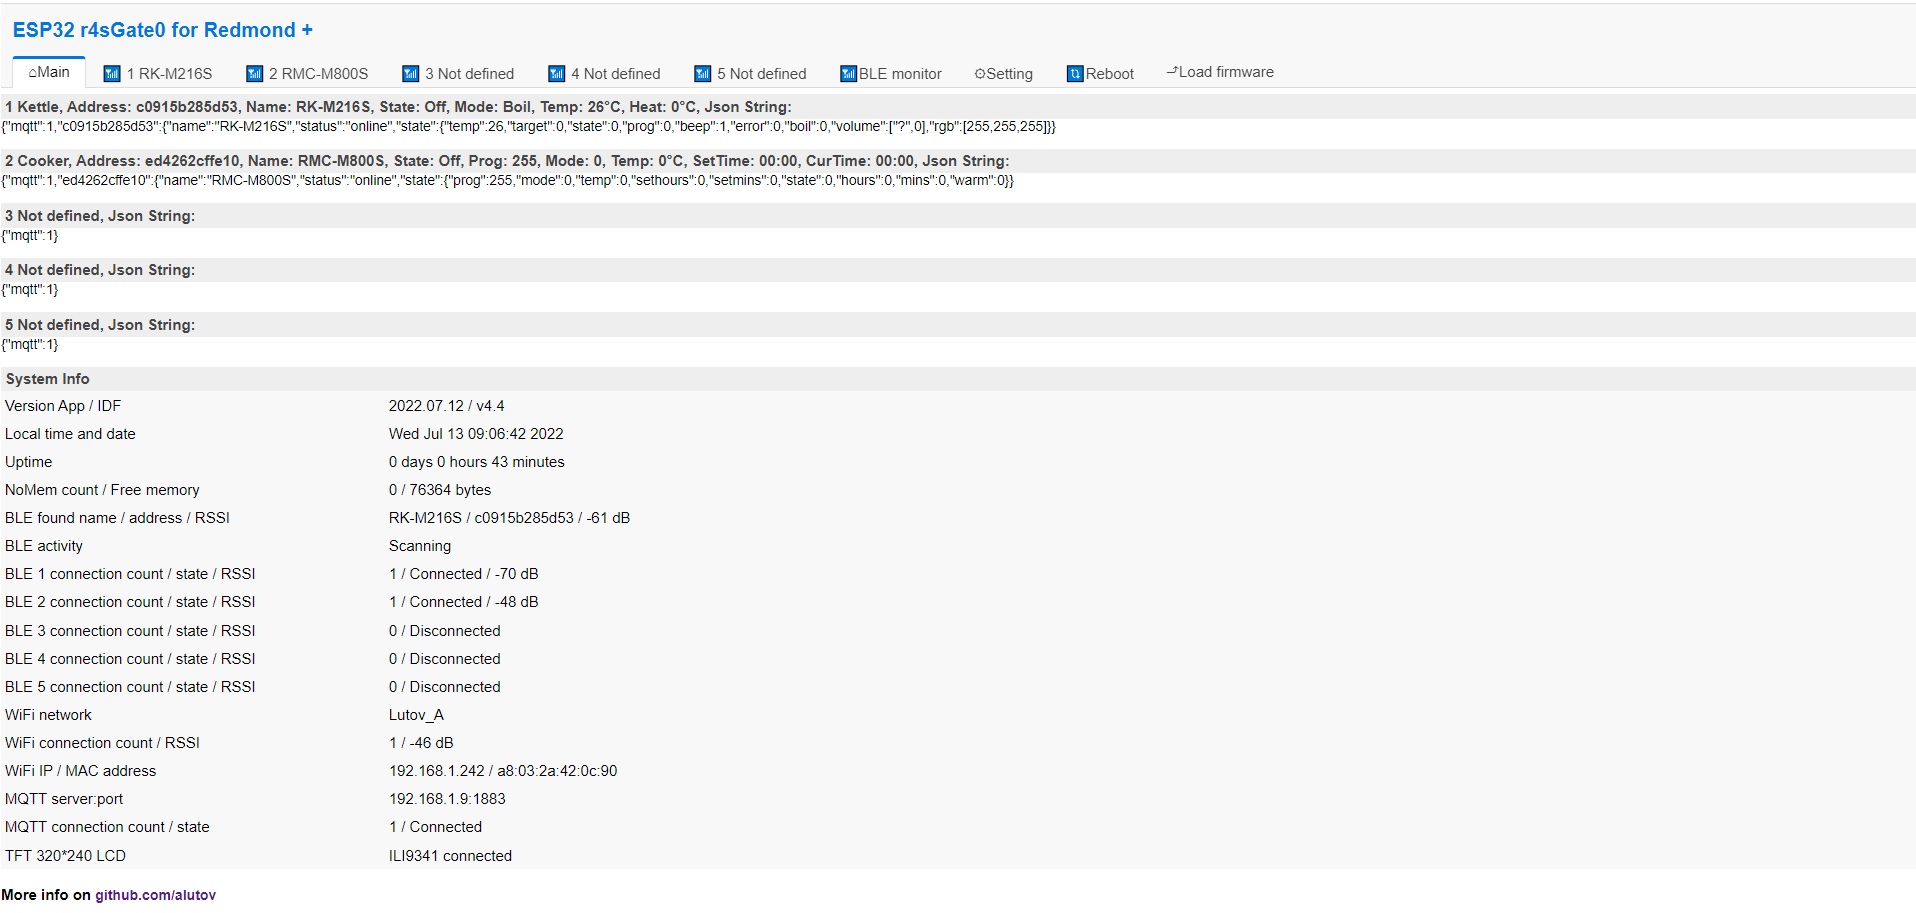 ESP32 r4sGate0 for Redmond +
⌂Main 1 RK-M216S 2 RMC-M800S 3 Not defined 4 Not defined 5 Not defined BLE monitor ⚙Setting Reboot Load firmware
1 Kettle, Address: c0915b285d53, Name: RK-M216S, State: Off, Mode: Boil, Temp: 26°C, Heat: 0°C, Json String:
{"mqtt":1,"c0915b285d53":{"name":"RK-M216S","status":"online","state":{"temp":26,"target":0,"state":0,"prog":0,"beep":1,"error":0,"boil":0,"volume":["?",0],"rgb":[255,255,255]}}
2 Cooker, Address: ed4262cffe10, Name: RMC-M800S, State: Off, Prog: 255, Mode: 0, Temp: 0°C, SetTime: 00:00, CurTime: 00:00, Json String:
{"mqtt":1,"ed4262cffe10":{"name":"RMC-M800S","status":"online","state":{"prog":255,"mode":0,"temp":0,"sethours":0,"setmins":0,"state":0,"hours":0,"mins":0,"warm":0}}
3 Not defined, Json String:
{"mqtt":1}
4 Not defined, Json String:
{"mqtt":1}
5 Not defined, Json String:
{"mqtt":1}
System Info
Version App / IDF 2022.07.12 / v4.4
Local time and date Wed Jul 13 09:06:42 2022
Uptime 0 days 0 hours 43 minutes
NoMem count / Free memory 0 / 76364 bytes
BLE found name / address / RSSI RK-M216S / c0915b285d53 / -61 dB
BLE activity Scanning
BLE 1 connection count / state / RSSI 1 / Connected / -70 dB
BLE 2 connection count / state / RSSI 1 / Connected / -48 dB
BLE 3 connection count / state / RSSI 0 / Disconnected
BLE 4 connection count / state / RSSI 0 / Disconnected
BLE 5 connection count / state / RSSI 0 / Disconnected
WiFi network Lutov_A
WiFi connection count / RSSI 1 / -46 dB
WiFi IP / MAC address 192.168.1.242 / a8:03:2a:42:0c:90
MQTT server:port 192.168.1.9:1883
MQTT connection count / state 1 / Connected
TFT 320*240 LCD ILI9341 connected
More info on github.com/alutov